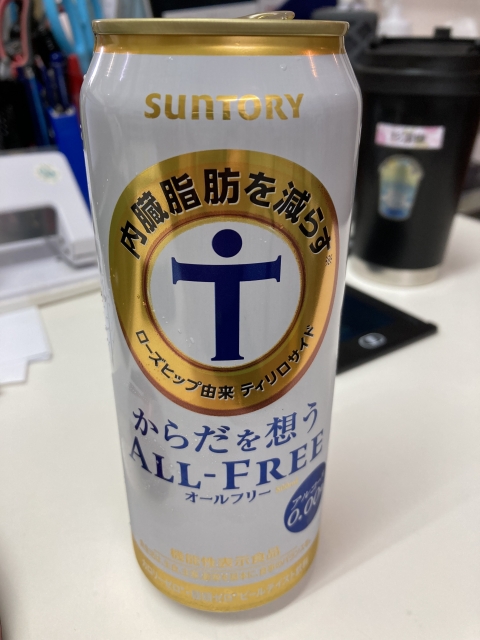 SUNTORY
内臓脂肪を減らす※
ローズヒップ由来 ティリロサイド
からだを想う
ALL-FREE
オールフリー
アルコール
0.00
機能性表示食品